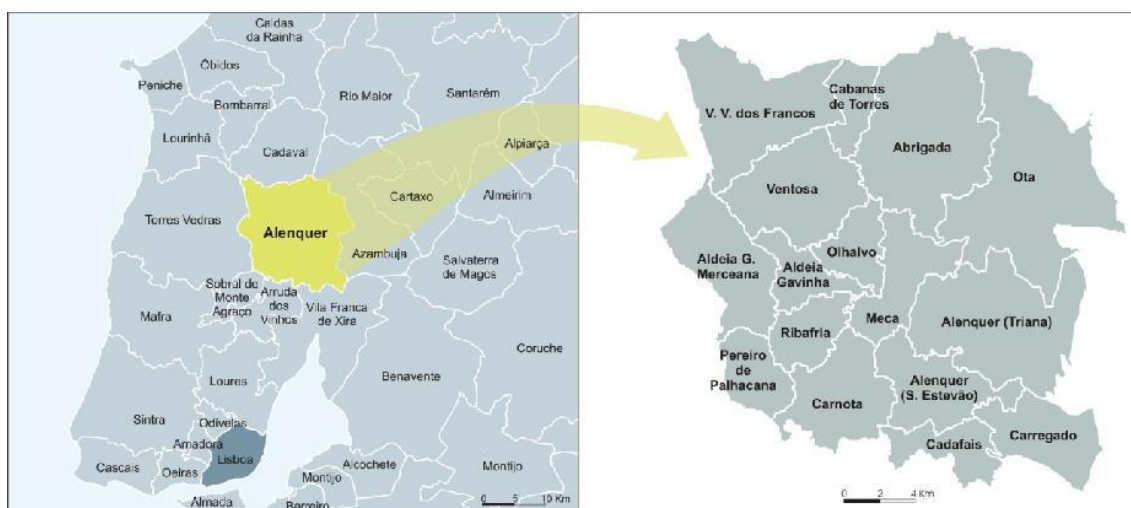 Caldas
da Rainha
Óbidos
Peniche
Bombarral
Rio Maior
Santarém
Lourinhã
Cadaval
Alpiarça
Cartaxo
Almeirim
Torres Vedras
Alenquer
Azambuja
Salvaterra
de Magos
Sobral de
Monte
Agraço
Arruda
dos
Vinhos
Vila Franca
de Xira
Mafra
Coruche
Loures
Benavente
Sintra
Odivelas
Amadora
Lisboa
Cascais
Oeiras
Alcochete
Montijo
Montijo
Almada
Barreiro
0 5 10 Km
V. V. dos Francos
Cabanas
de Torres
Abrigada
Ota
Ventosa
Olhalvo
Aldeia G.
Merceana
Aldeia
Gavinha
Meca
Alenquer (Triana)
Ribafria
Pereiro
de
Palhacana
Carnota
Alenquer
(S. Estevão)
Cadafais
Carregado
0 2 4 Km